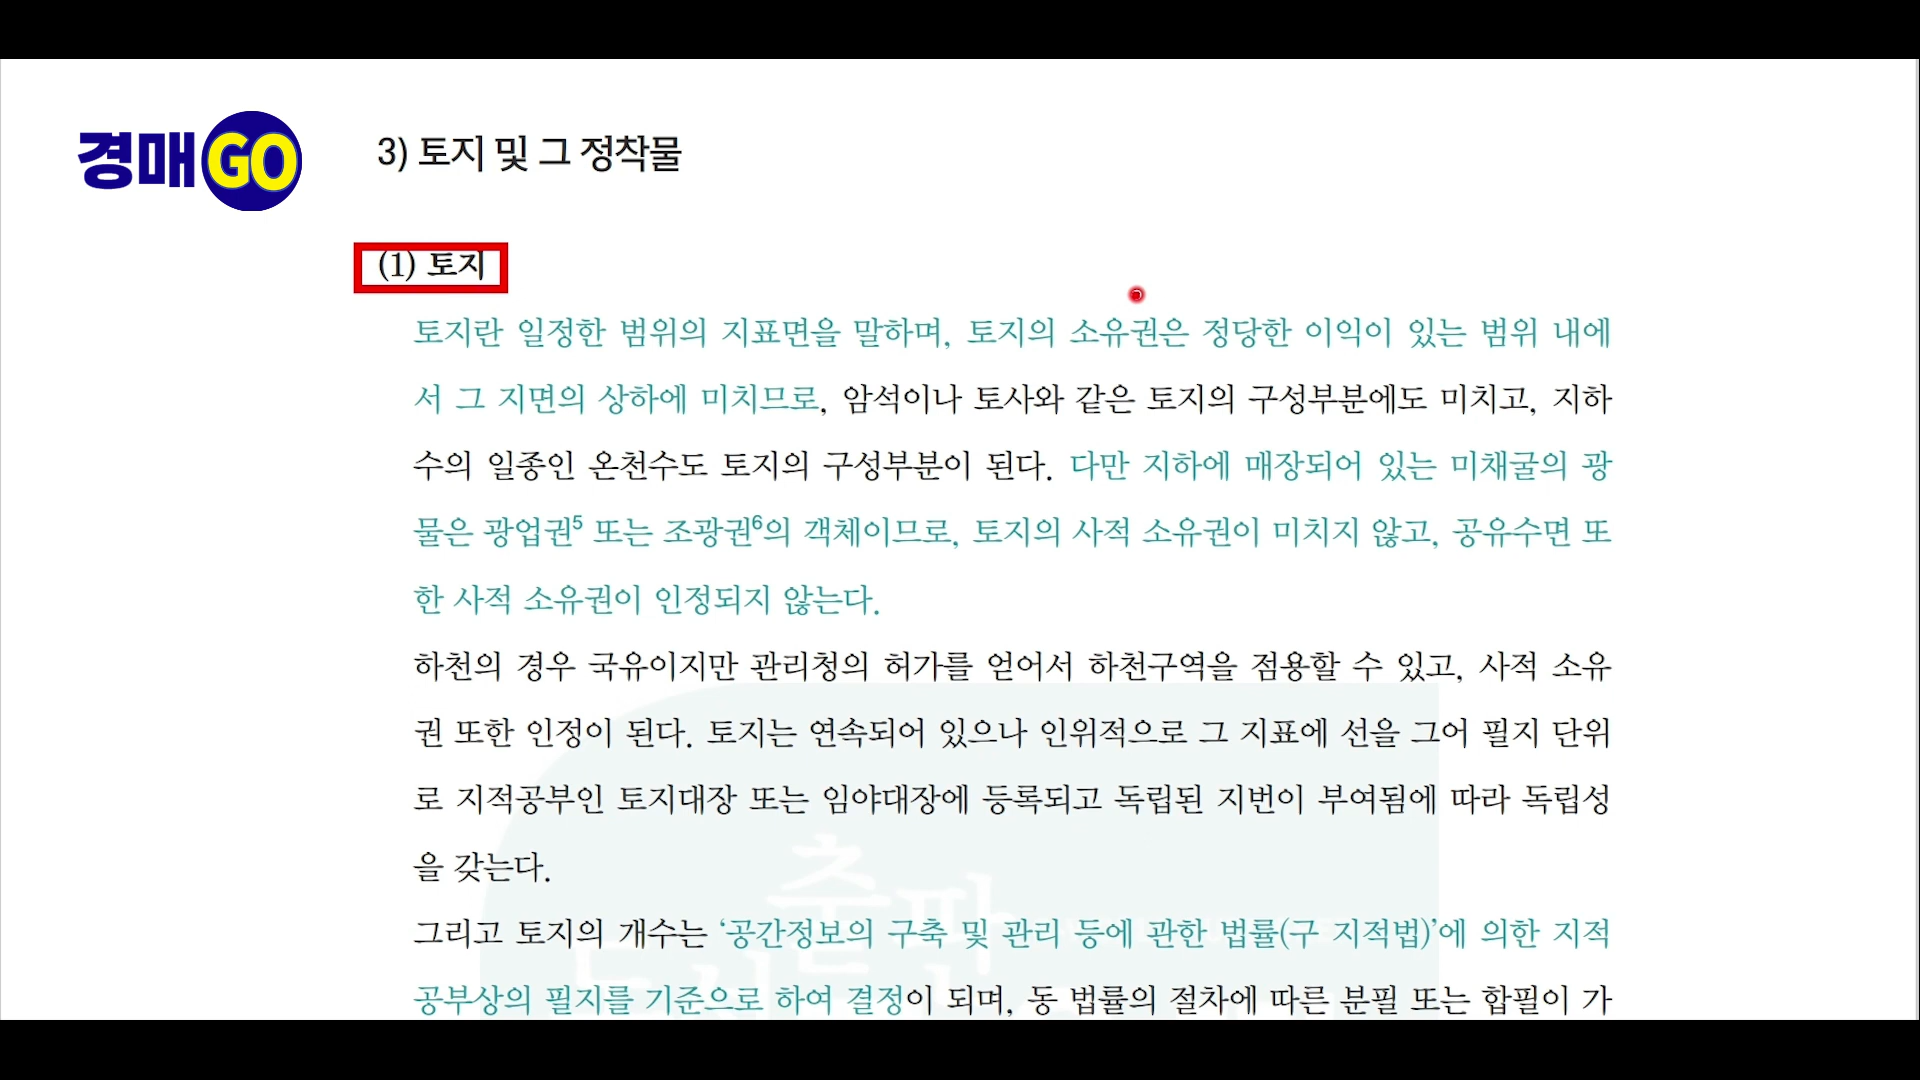 경매GO
3) 토지 및 그 정착물
(1) 토지
토지란 일정한 범위의 지표면을 말하며, 토지의 소유권은 정당한 이익이 있는 범위 내에
서 그 지면의 상하에 미치므로, 암석이나 토사와 같은 토지의 구성부분에도 미치고, 지하
수의 일종인 온천수도 토지의 구성부분이 된다. 다만 지하에 매장되어 있는 미채굴의 광
물은 광업권⁵ 또는 조광권⁶의 객체이므로, 토지의 사적 소유권이 미치지 않고, 공유수면 또
한 사적 소유권이 인정되지 않는다.
하천의 경우 국유이지만 관리청의 허가를 얻어서 하천구역을 점용할 수 있고, 사적 소유
권 또한 인정이 된다. 토지는 연속되어 있으나 인위적으로 그 지표에 선을 그어 필지 단위
로 지적공부인 토지대장 또는 임야대장에 등록되고 독립된 지번이 부여됨에 따라 독립성
을 갖는다.
그리고 토지의 개수는 ‘공간정보의 구축 및 관리 등에 관한 법률(구 지적법)’에 의한 지적
공부상의 필지를 기준으로 하여 결정이 되며, 동 법률의 절차에 따른 분필 또는 합필이 가
출파